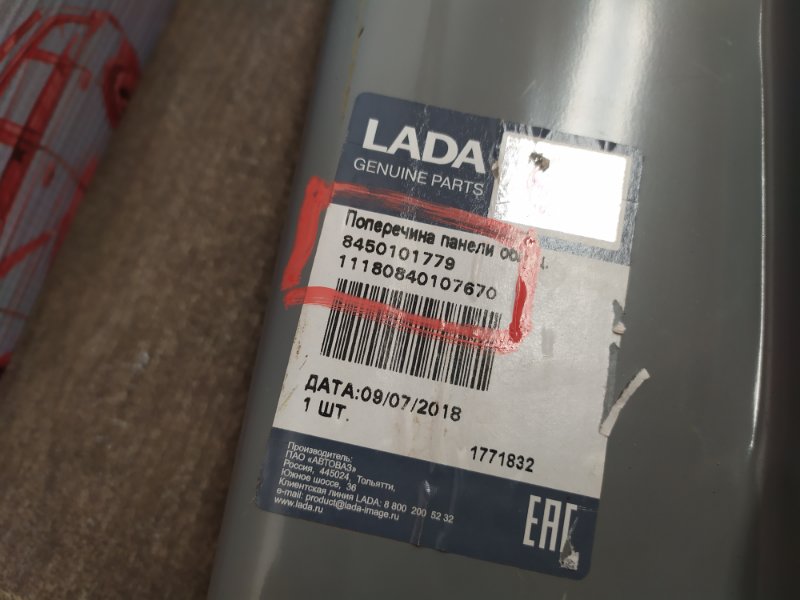 LADA
GENUINE PARTS
Поперечина панели
8450101779
11180840107670
ДАТА:09/07/2018
1 ШТ.
1771832
Производитель:
ПАО «АВТОВАЗ»
Россия, 445024, Тольятти,
Южное шоссе, 36
Клиентская линия LADA: 8 800 200 52 32
e-mail: product@lada-image.ru
www.lada.ru
EAC